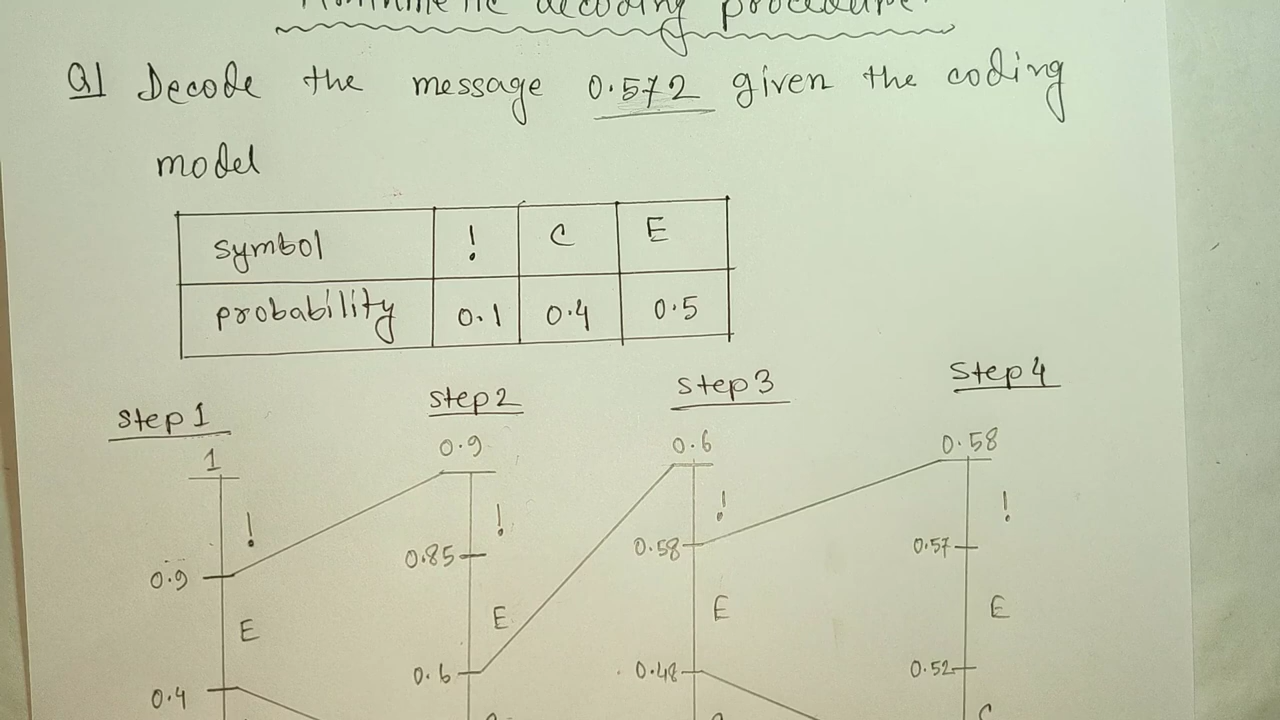 decoding procedure.
Q1 Decode the message 0.572 given the coding
model
symbol ! C E
probability 0.1 0.4 0.5
Step 1 Step 2 Step 3 Step 4
1 0.9 0.6 0.58
! ! ! !
0.9 0.85 0.58 0.57
E E E E
0.4 0.6 0.48 0.52
C